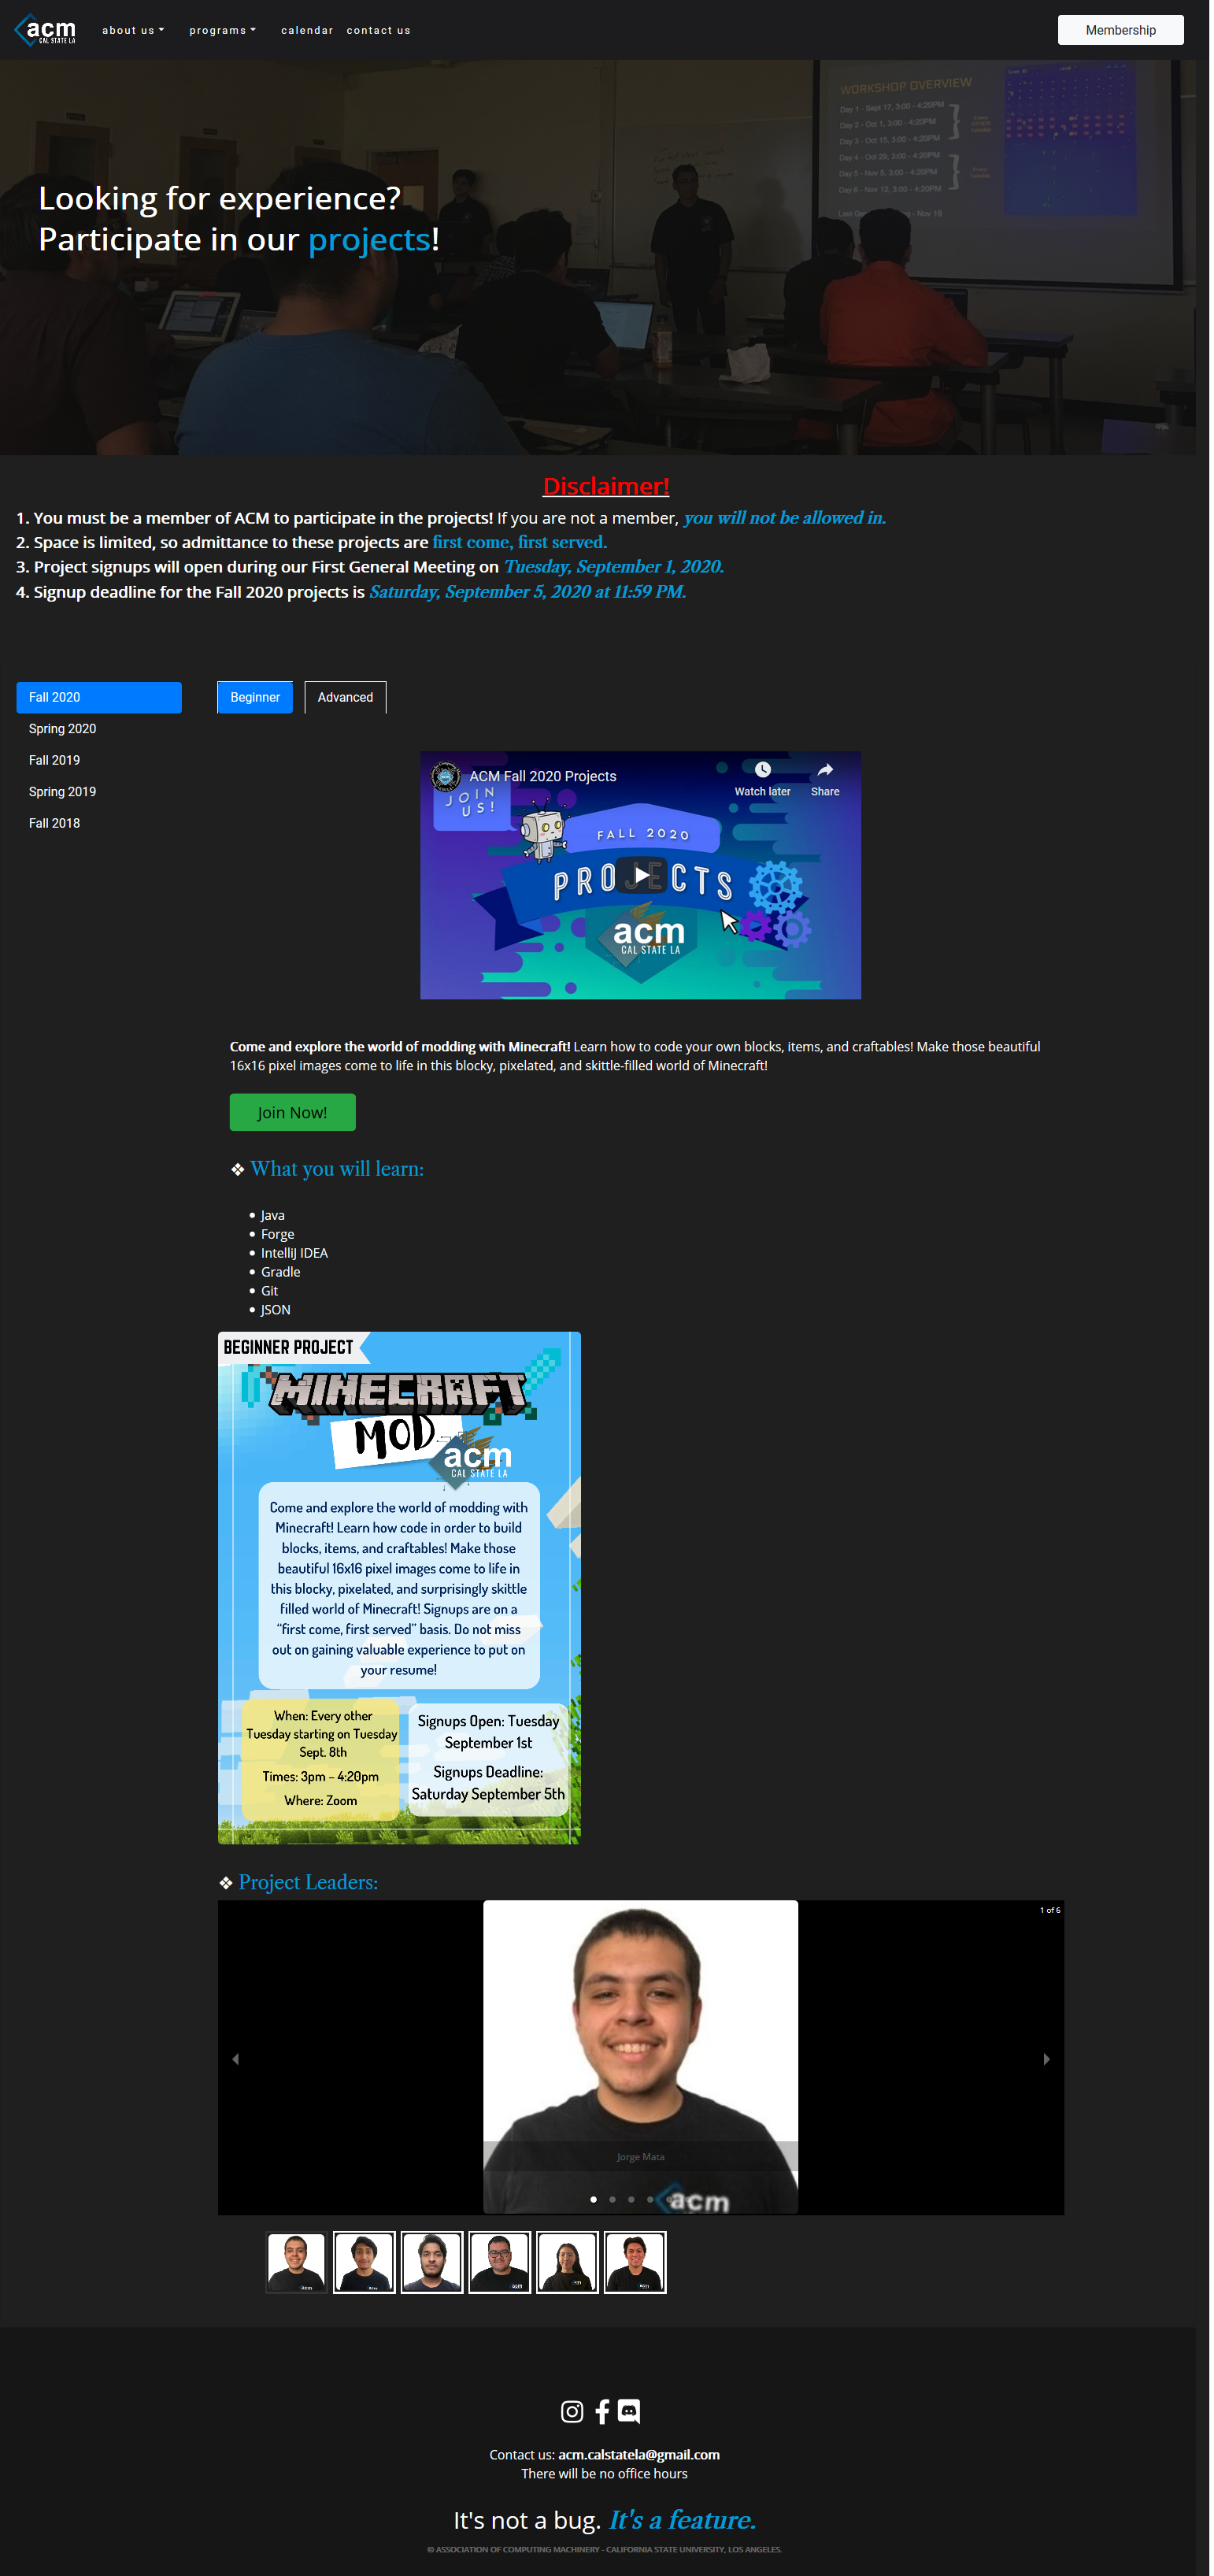 acm
CAL STATE LA
about us
programs
calendar
contact us
Membership
WORKSHOP OVERVIEW
Day 1 - Sept 17, 3:00 - 4:20PM
Day 2 - Oct 1, 3:00 - 4:20PM
Day 3 - Oct 15, 3:00 - 4:20PM
Day 4 - Oct 29, 3:00 - 4:20PM
Day 5 - Nov 5, 3:00 - 4:20PM
Day 6 - Nov 12, 3:00 - 4:20PM
Every
Tuesday
Looking for experience?
Participate in our projects!
Disclaimer!
1. You must be a member of ACM to participate in the projects! If you are not a member, you will not be allowed in.
2. Space is limited, so admittance to these projects are first come, first served.
3. Project signups will open during our First General Meeting on Tuesday, September 1, 2020.
4. Signup deadline for the Fall 2020 projects is Saturday, September 5, 2020 at 11:59 PM.
Fall 2020
Spring 2020
Fall 2019
Spring 2019
Fall 2018
Beginner
Advanced
ACM Fall 2020 Projects
Watch later
Share
JOIN
US!
FALL 2020
PROJECTS
acm
CAL STATE LA
Come and explore the world of modding with Minecraft! Learn how to code your own blocks, items, and craftables! Make those beautiful
16x16 pixel images come to life in this blocky, pixelated, and skittle-filled world of Minecraft!
Join Now!
❖ What you will learn:
• Java
• Forge
• IntelliJ IDEA
• Gradle
• Git
• JSON
BEGINNER PROJECT
MINECRAFT
MOD
acm
CAL STATE LA
Come and explore the world of modding with
Minecraft! Learn how code in order to build
blocks, items, and craftables! Make those
beautiful 16x16 pixel images come to life in
this blocky, pixelated, and surprisingly skittle
filled world of Minecraft! Signups are on a
“first come, first served” basis. Do not miss
out on gaining valuable experience to put on
your resume!
When: Every other
Tuesday starting on Tuesday
Sept. 8th
Times: 3pm – 4:20pm
Where: Zoom
Signups Open: Tuesday
September 1st
Signups Deadline:
Saturday September 5th
❖ Project Leaders:
1 of 6
Jorge Mata
acm
Contact us: acm.calstatela@gmail.com
There will be no office hours
It's not a bug. It's a feature.
© ASSOCIATION OF COMPUTING MACHINERY - CALIFORNIA STATE UNIVERSITY, LOS ANGELES.